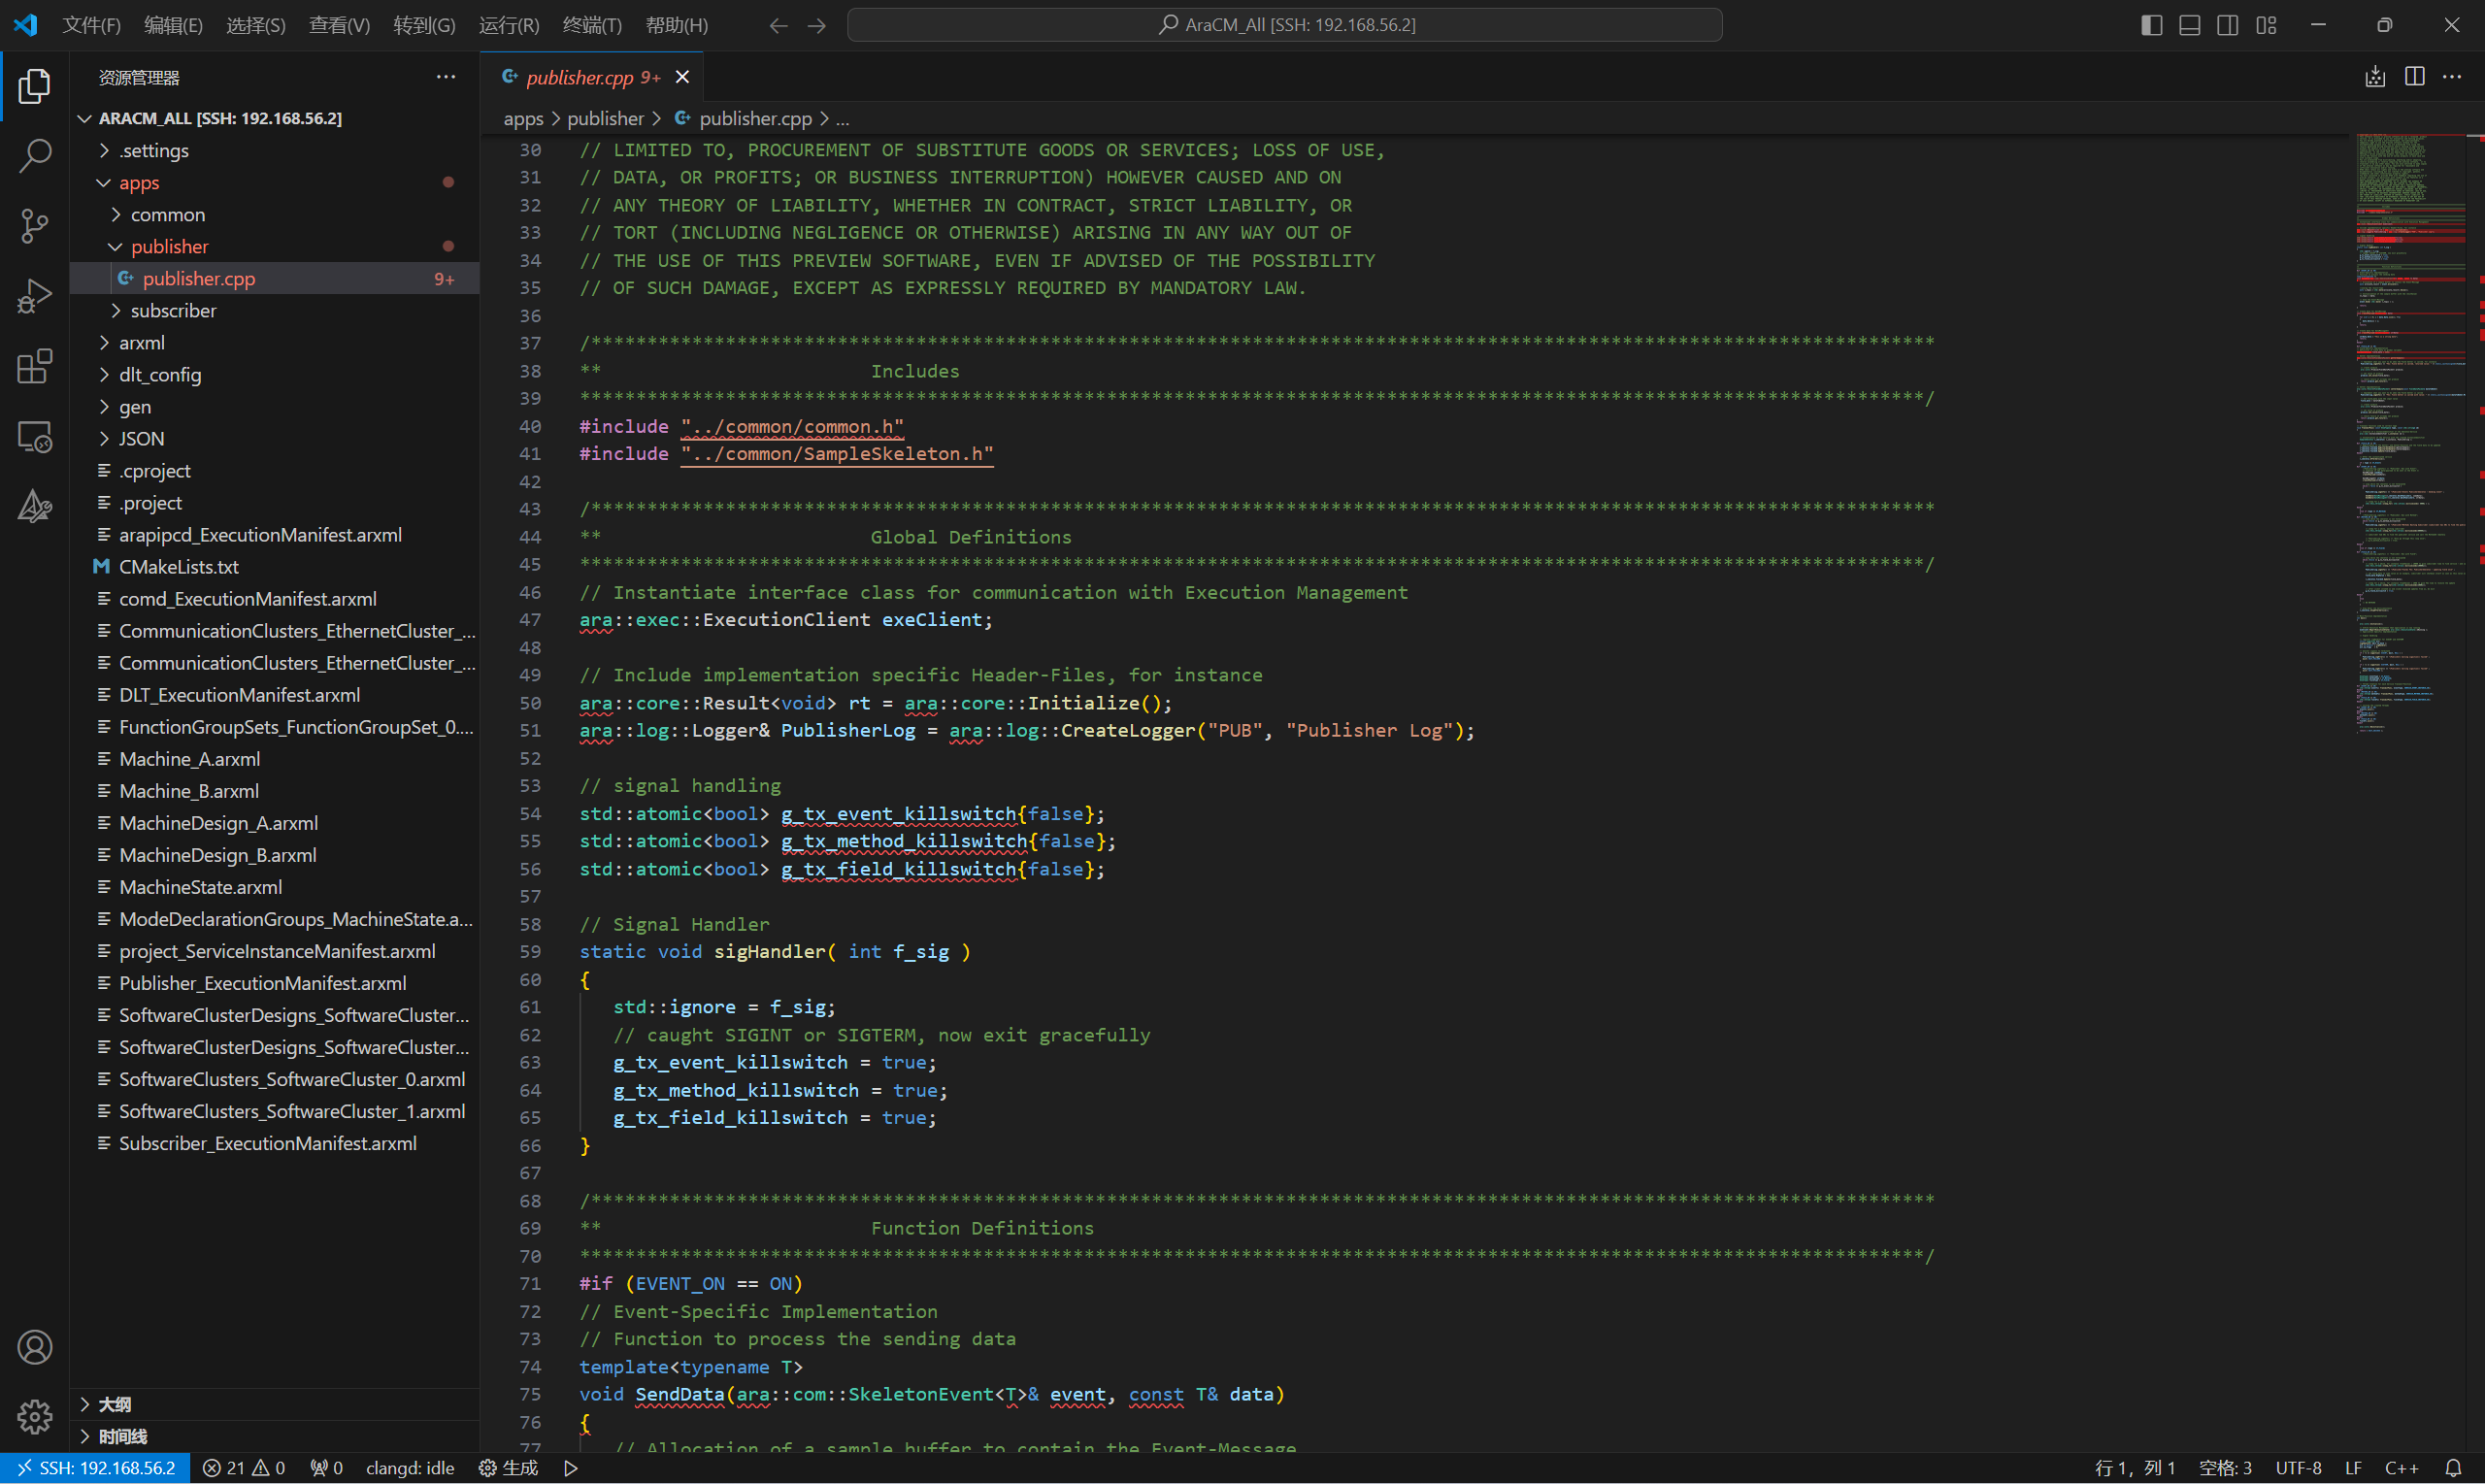 文件(F) 编辑(E) 选择(S) 查看(V) 转到(G) 运行(R) 终端(T) 帮助(H)
AraCM_All [SSH: 192.168.56.2]
资源管理器
ARACM_ALL [SSH: 192.168.56.2]
.settings
apps
common
publisher
publisher.cpp 9+
subscriber
arxml
dlt_config
gen
JSON
.cproject
.project
arapipcd_ExecutionManifest.arxml
CMakeLists.txt
comd_ExecutionManifest.arxml
CommunicationClusters_EthernetCluster_...
CommunicationClusters_EthernetCluster_...
DLT_ExecutionManifest.arxml
FunctionGroupSets_FunctionGroupSet_0....
Machine_A.arxml
Machine_B.arxml
MachineDesign_A.arxml
MachineDesign_B.arxml
MachineState.arxml
ModeDeclarationGroups_MachineState.a...
project_ServiceInstanceManifest.arxml
Publisher_ExecutionManifest.arxml
SoftwareClusterDesigns_SoftwareCluster...
SoftwareClusterDesigns_SoftwareCluster...
SoftwareClusters_SoftwareCluster_0.arxml
SoftwareClusters_SoftwareCluster_1.arxml
Subscriber_ExecutionManifest.arxml
大纲
时间线
publisher.cpp 9+
apps > publisher > publisher.cpp > ...
30 // LIMITED TO, PROCUREMENT OF SUBSTITUTE GOODS OR SERVICES; LOSS OF USE,
31 // DATA, OR PROFITS; OR BUSINESS INTERRUPTION) HOWEVER CAUSED AND ON
32 // ANY THEORY OF LIABILITY, WHETHER IN CONTRACT, STRICT LIABILITY, OR
33 // TORT (INCLUDING NEGLIGENCE OR OTHERWISE) ARISING IN ANY WAY OUT OF
34 // THE USE OF THIS PREVIEW SOFTWARE, EVEN IF ADVISED OF THE POSSIBILITY
35 // OF SUCH DAMAGE, EXCEPT AS EXPRESSLY REQUIRED BY MANDATORY LAW.
36
37 /************************************************************************************************************************
38 ** Includes
39 ************************************************************************************************************************/
40 #include "../common/common.h"
41 #include "../common/SampleSkeleton.h"
42
43 /************************************************************************************************************************
44 ** Global Definitions
45 ************************************************************************************************************************/
46 // Instantiate interface class for communication with Execution Management
47 ara::exec::ExecutionClient exeClient;
48
49 // Include implementation specific Header-Files, for instance
50 ara::core::Result<void> rt = ara::core::Initialize();
51 ara::log::Logger& PublisherLog = ara::log::CreateLogger("PUB", "Publisher Log");
52
53 // signal handling
54 std::atomic<bool> g_tx_event_killswitch{false};
55 std::atomic<bool> g_tx_method_killswitch{false};
56 std::atomic<bool> g_tx_field_killswitch{false};
57
58 // Signal Handler
59 static void sigHandler( int f_sig )
60 {
61 std::ignore = f_sig;
62 // caught SIGINT or SIGTERM, now exit gracefully
63 g_tx_event_killswitch = true;
64 g_tx_method_killswitch = true;
65 g_tx_field_killswitch = true;
66 }
67
68 /************************************************************************************************************************
69 ** Function Definitions
70 ************************************************************************************************************************/
71 #if (EVENT_ON == ON)
72 // Event-Specific Implementation
73 // Function to process the sending data
74 template<typename T>
75 void SendData(ara::com::SkeletonEvent<T>& event, const T& data)
76 {
77 // Allocation of a sample buffer to contain the Event-Message
SSH: 192.168.56.2 21 0 0 clangd: idle 生成
行 1，列 1 空格: 3 UTF-8 LF C++